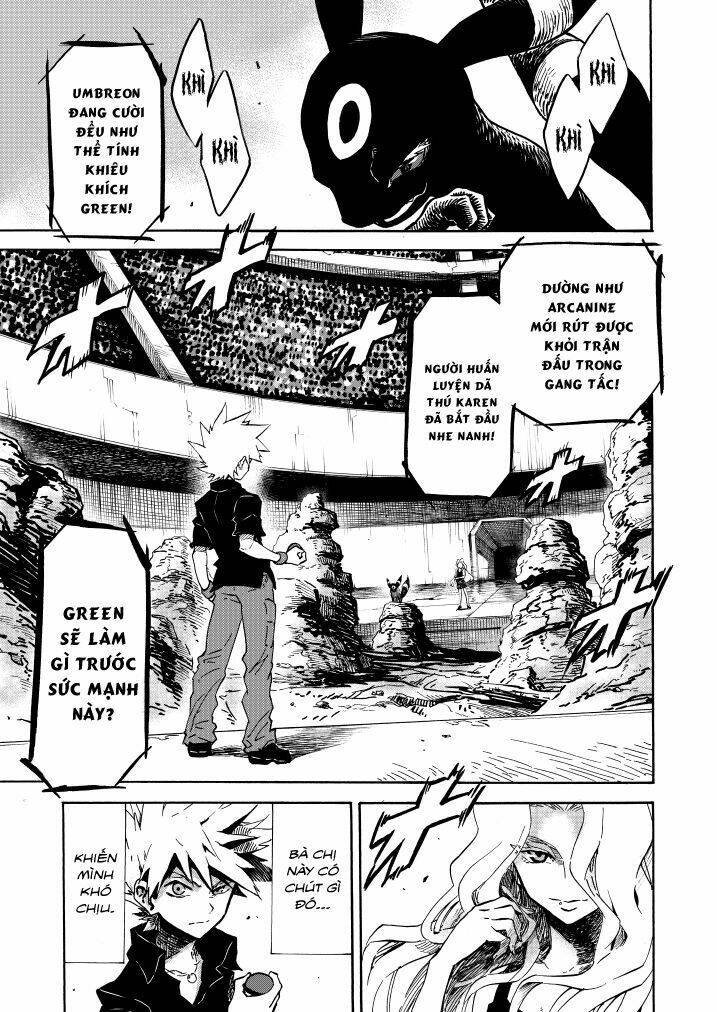 KHÌ
KHÌ
KHÌ
KHÌ
UMBREON
ĐANG CƯỜI
ĐỂU NHƯ
THỂ TÍNH
KHIÊU
KHÍCH
GREEN!
DƯỜNG NHƯ
ARCANINE
MỚI RÚT ĐƯỢC
KHỎI TRẬN
ĐẤU TRONG
GANG TẤC!
NGƯỜI HUẤN
LUYỆN DÃ
THÚ KAREN
ĐÃ BẮT ĐẦU
NHE NANH!
GREEN
SẼ LÀM
GÌ TRƯỚC
SỨC MẠNH
NÀY?
BÀ CHỊ
NÀY CÓ
CHÚT GÌ
ĐÓ...
KHIẾN
MÌNH
KHÓ
CHỊU.